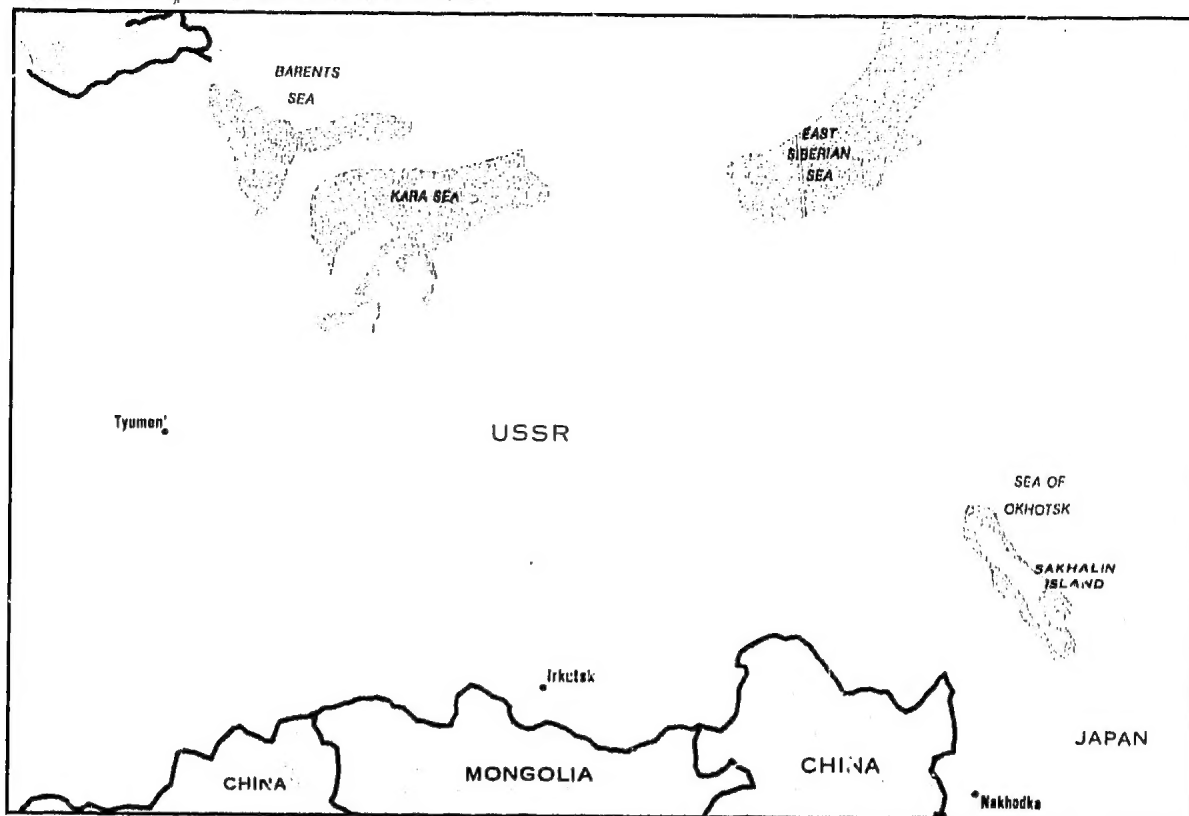 BARENTS
SEA
EAST
SIBERIAN
SEA
KARA SEA
Tyumen'
USSR
SEA OF
OKHOTSK
SAKHALIN
ISLAND
Irkutsk
JAPAN
CHINA
MONGOLIA
CHINA
Nakhodka